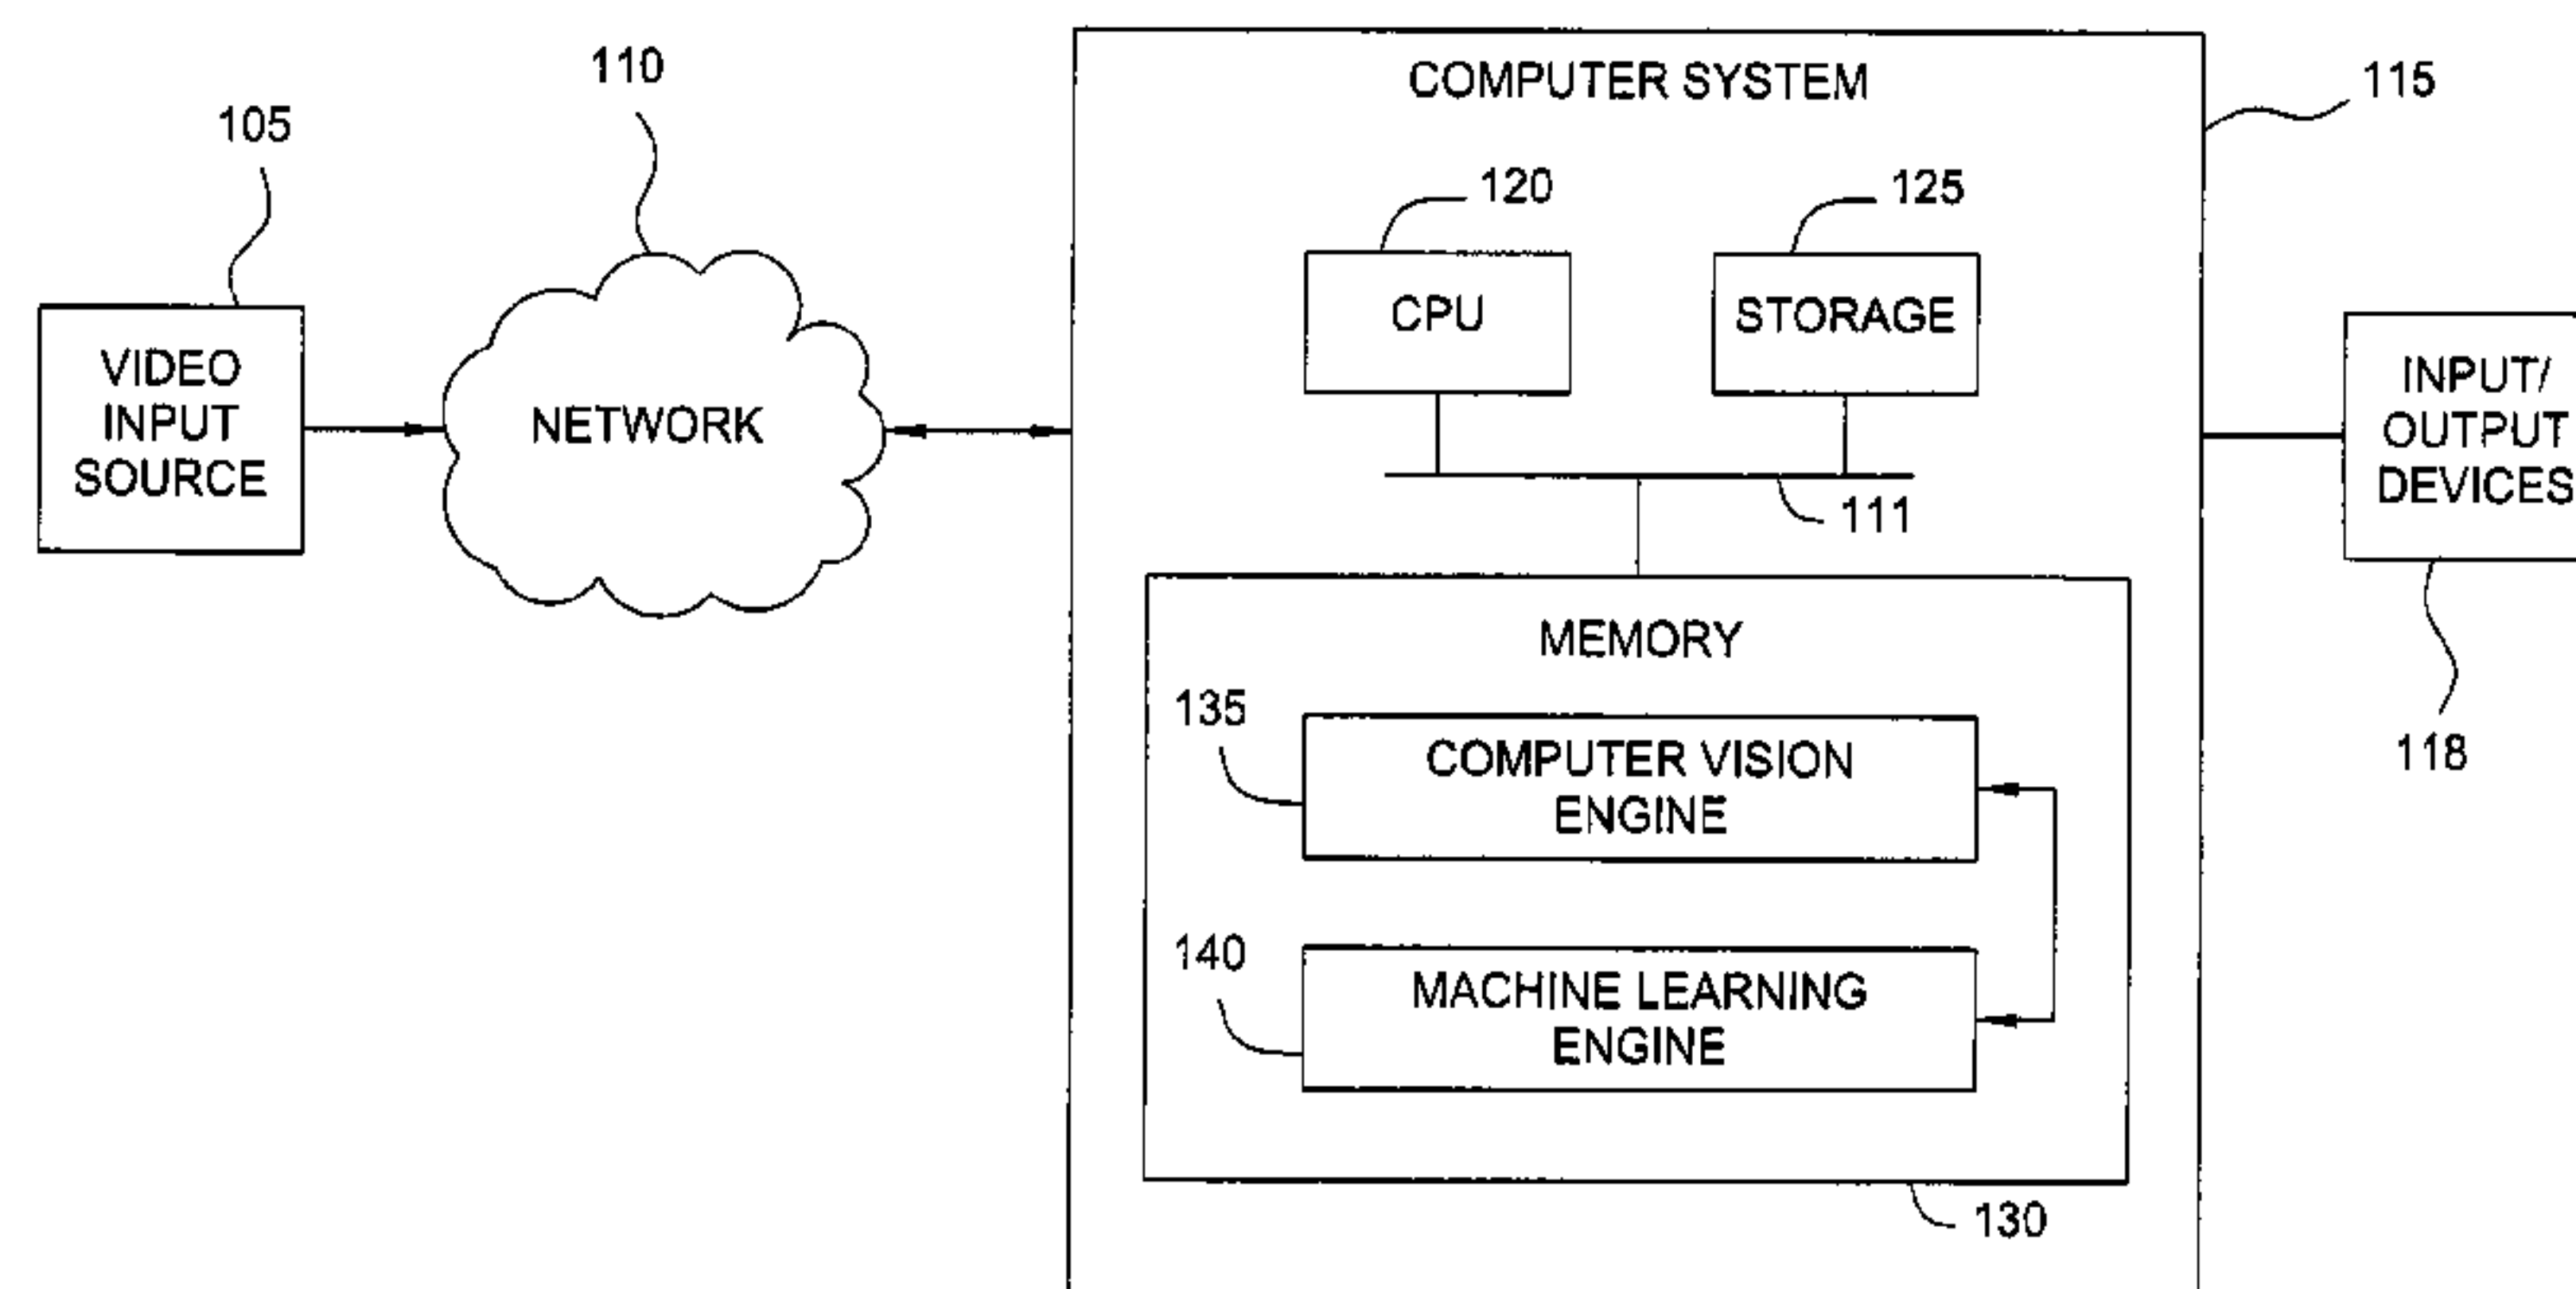 110
COMPUTER SYSTEM
115
105
120
125
CPU
STORAGE
VIDEO
INPUT
SOURCE
NETWORK
INPUT/
OUTPUT
DEVICES
111
MEMORY
135
COMPUTER VISION
ENGINE
118
140
MACHINE LEARNING
ENGINE
130